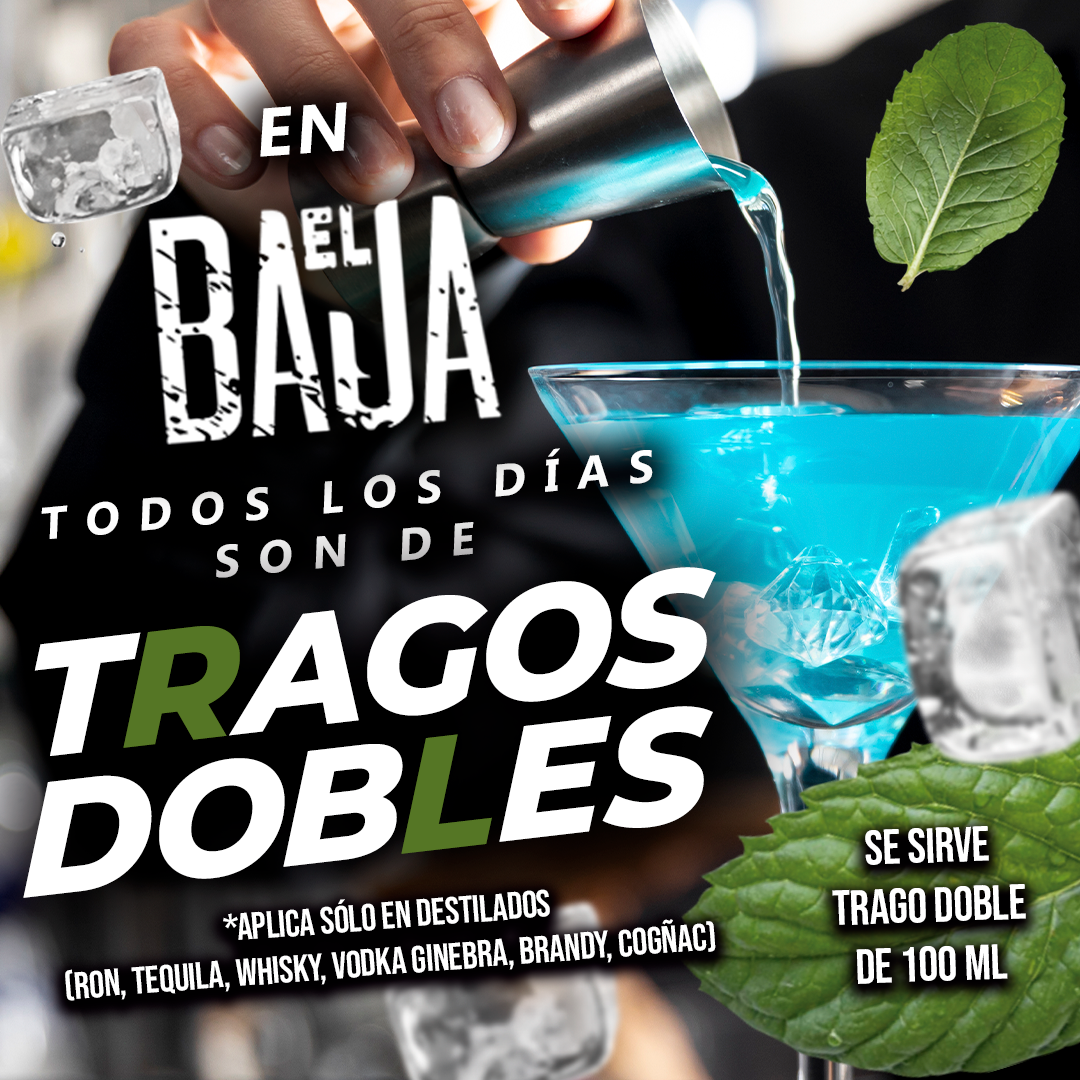 EN
EL
BAJA
TODOS LOS DÍAS
SON DE
TRAGOS
DOBLES
*APLICA SÓLO EN DESTILADOS
(RON, TEQUILA, WHISKY, VODKA GINEBRA, BRANDY, COGÑAC)
SE SIRVE
TRAGO DOBLE
DE 100 ML